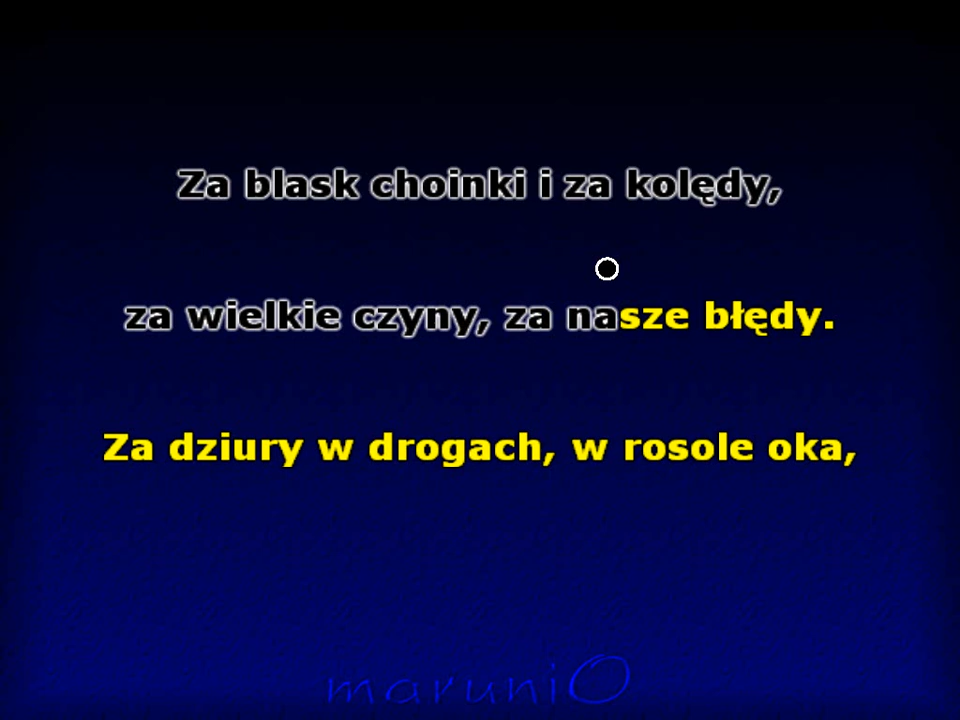 Za blask choinki i za kolędy,
za wielkie czyny, za nasze błędy.
Za dziury w drogach, w rosole oka,
maruniO